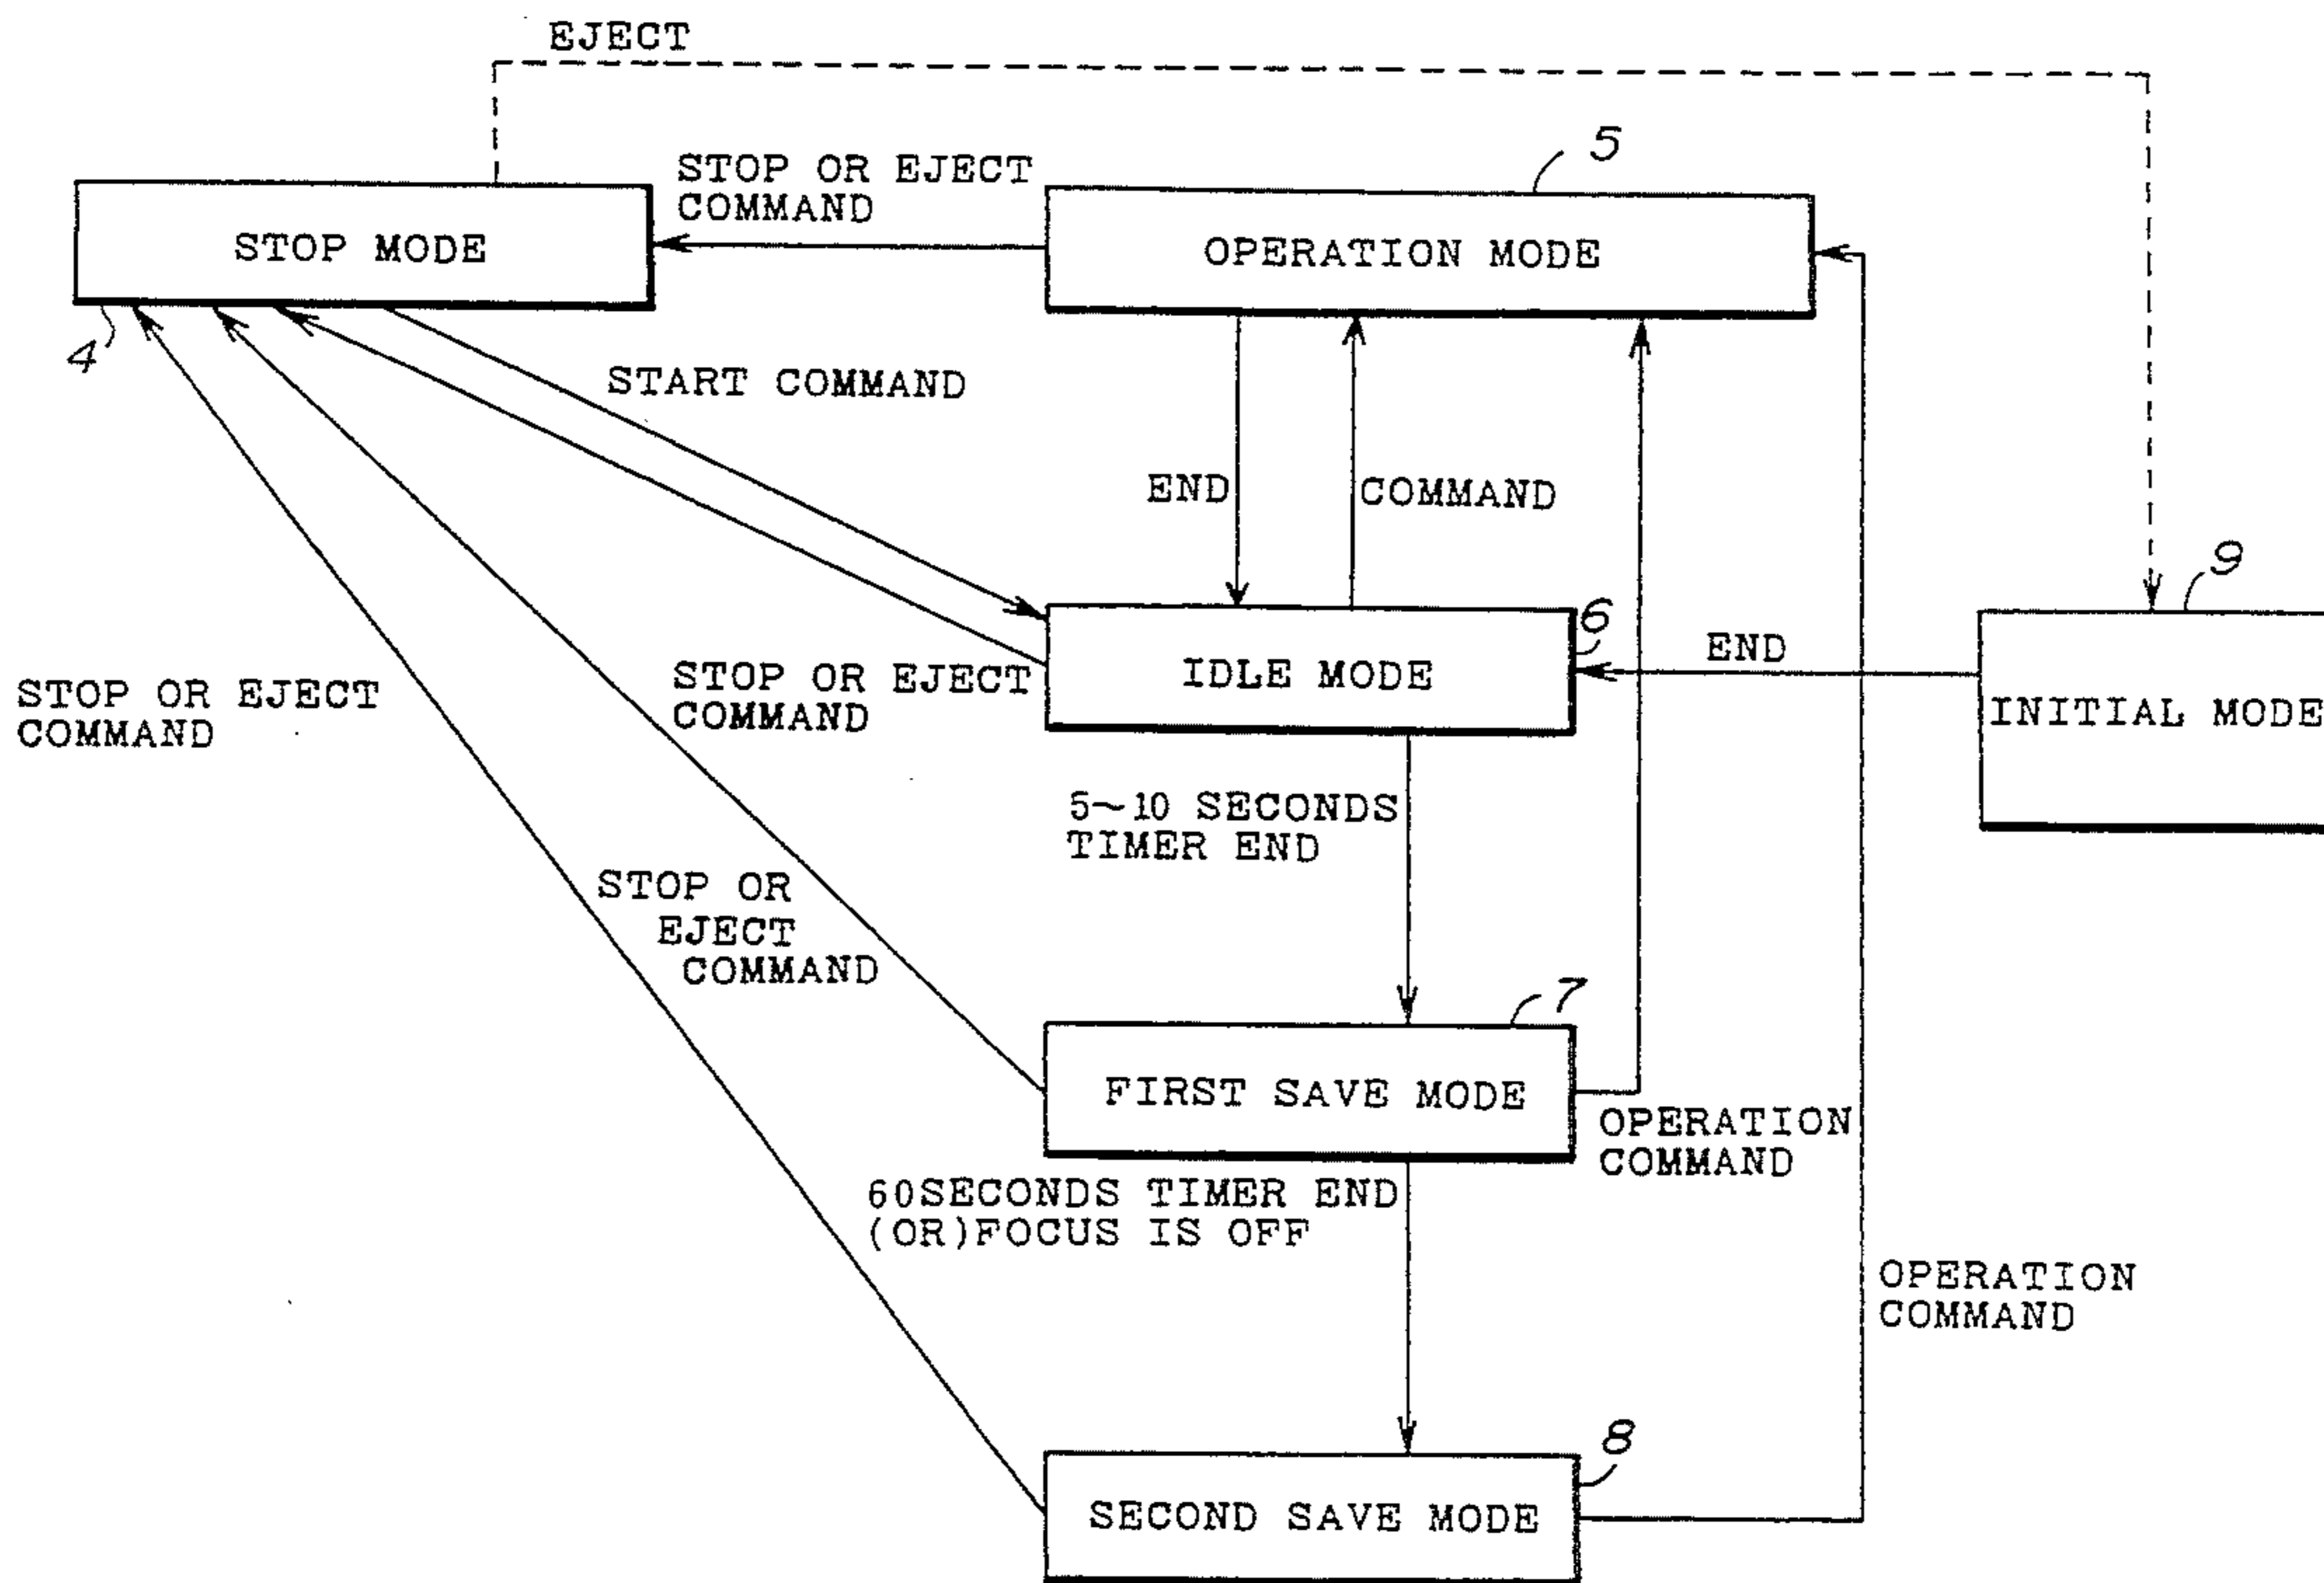 EJECT
5
STOP OR EJECT
COMMAND
STOP MODE
OPERATION MODE
4
START COMMAND
END
COMMAND
9
6
END
STOP OR EJECT
COMMAND
IDLE MODE
INITIAL MODE
STOP OR EJECT
COMMAND
5~10 SECONDS
TIMER END
STOP OR
EJECT
COMMAND
7
FIRST SAVE MODE
OPERATION
COMMAND
60SECONDS TIMER END
(OR)FOCUS IS OFF
OPERATION
COMMAND
8
SECOND SAVE MODE